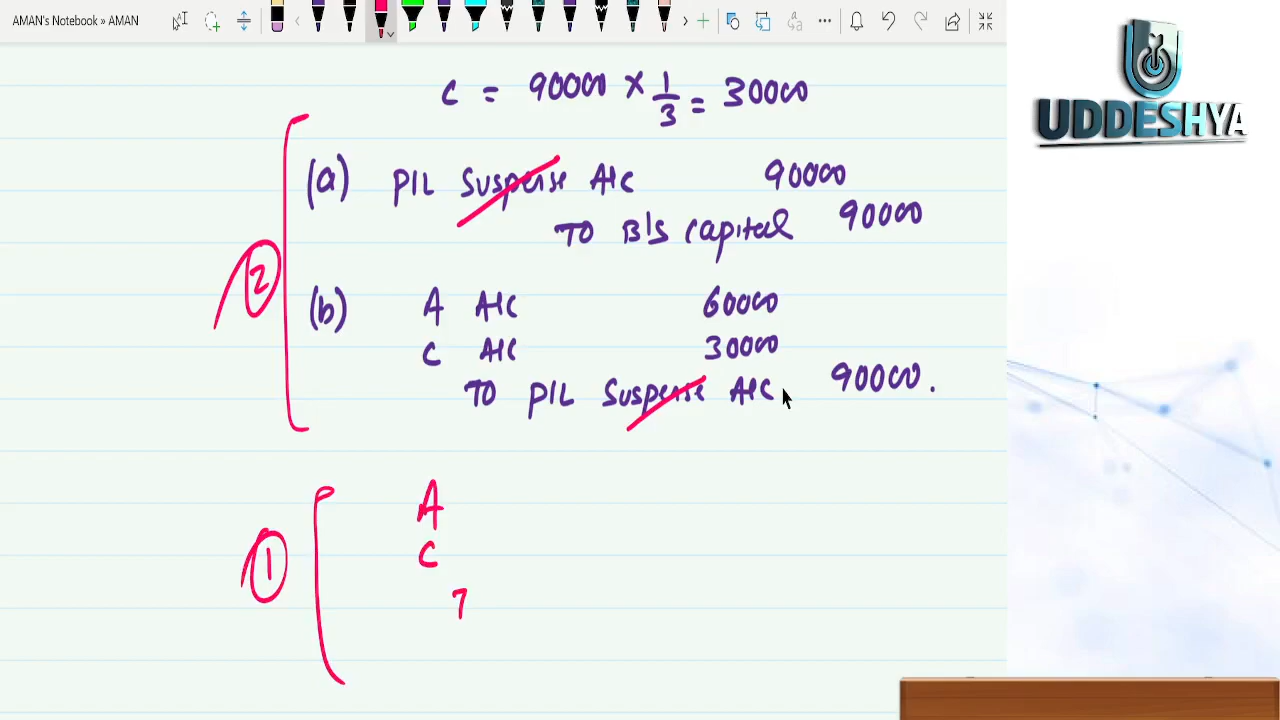 AMAN's Notebook » AMAN
UDDESHYA
C = 90000 × 1/3 = 30000
(a) P/L Suspense A/C 90000
TO B's Capital 90000
(b) A A/C 60000
C A/C 30000
TO P/L Suspense A/C 90000.
2
1
A
C
T